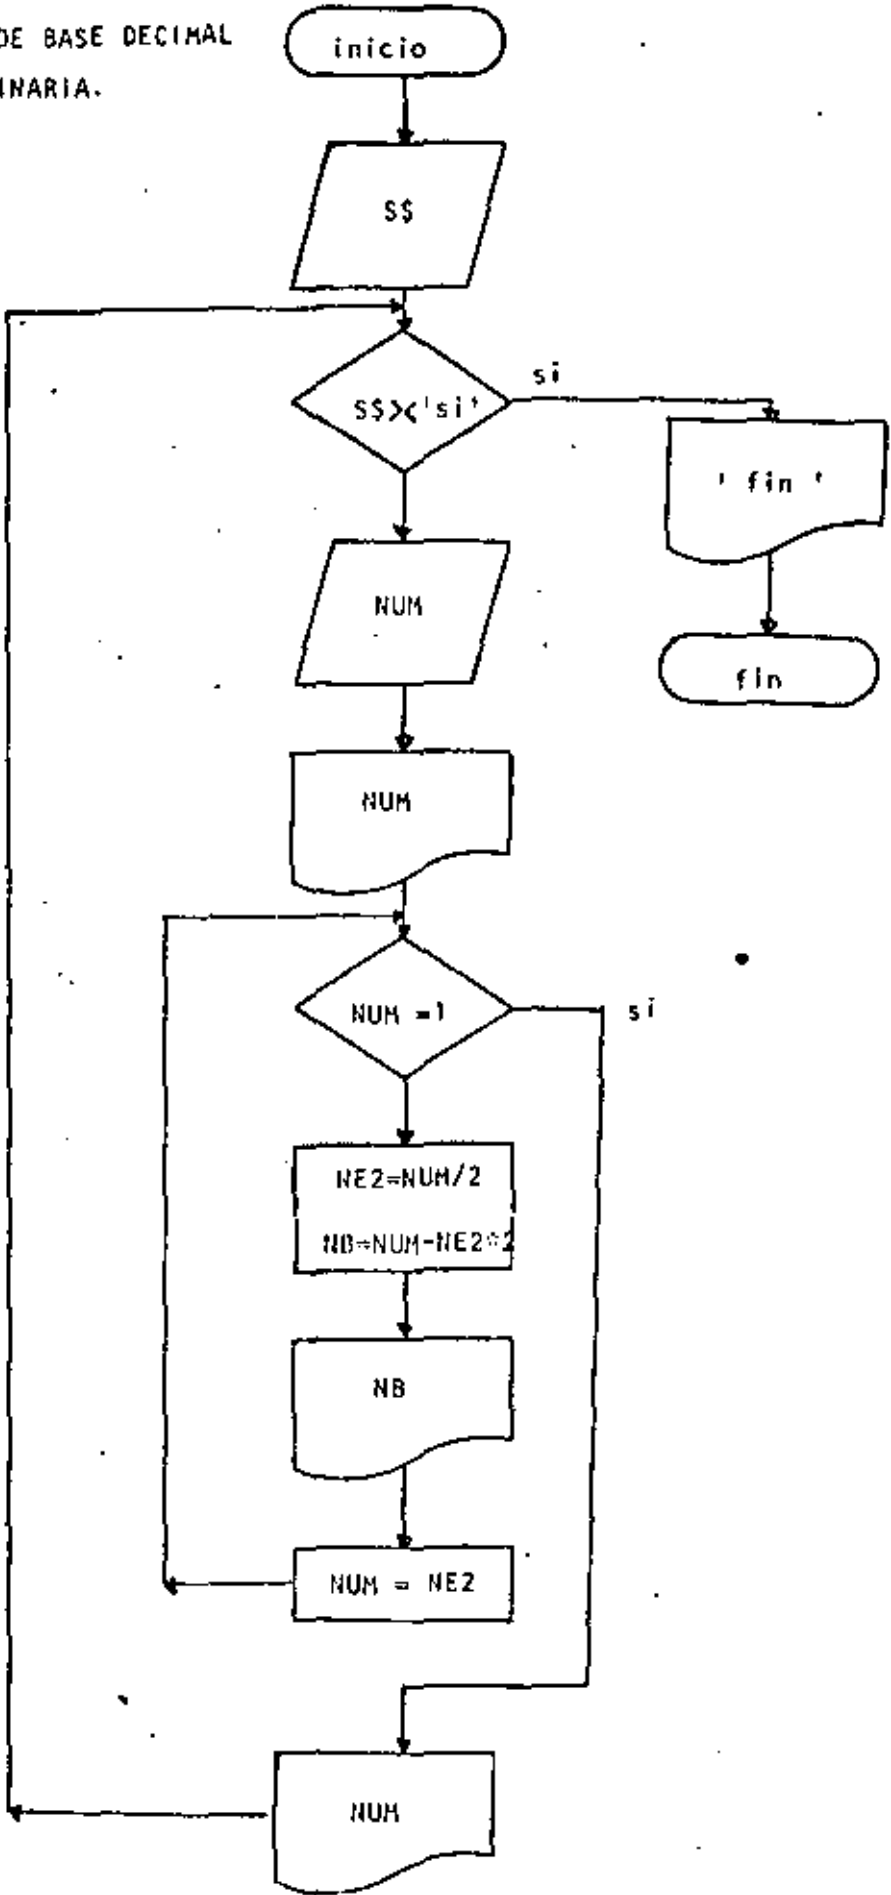 DE BASE DECIMAL
INARIA.
inicio
S$
S$><'si'
si
' fin '
fin
NUM
NUM
NUM =1
si
NE2=NUM/2
NB=NUM-NE2*2
NB
NUM = NE2
NUM